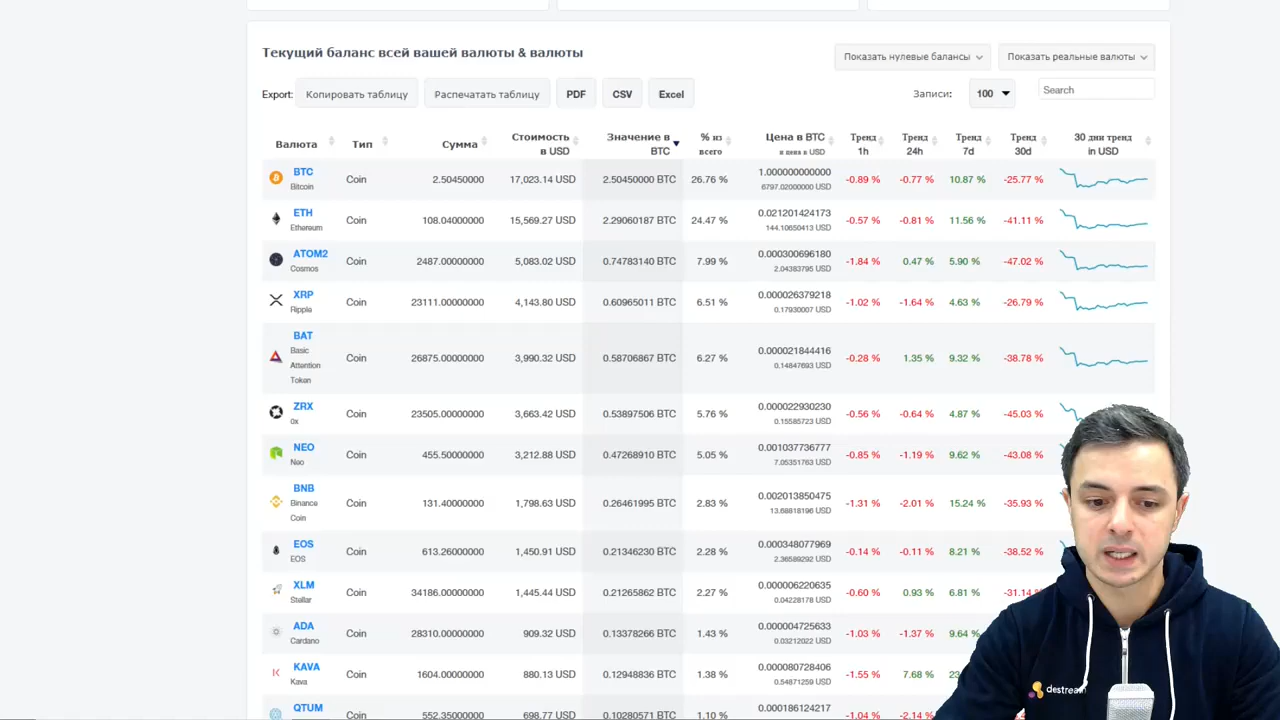 Текущий баланс всей вашей валюты & валюты
Показать нулевые балансы
Показать реальные валюты
Export: Копировать таблицу Распечатать таблицу PDF CSV Excel
Записи: 100 Search
Валюта Тип Сумма Стоимость в USD Значение в BTC % из всего Цена в BTC и цена в USD Тренд 1h Тренд 24h Тренд 7d Тренд 30d 30 дни тренд in USD
BTC Bitcoin Coin 2.50450000 17,023.14 USD 2.50450000 BTC 26.76 % 1.000000000000 6797.02000000 USD -0.89 % -0.77 % 10.87 % -25.77 %
ETH Ethereum Coin 108.04000000 15,569.27 USD 2.29060187 BTC 24.47 % 0.021201424173 144.10650413 USD -0.57 % -0.81 % 11.56 % -41.11 %
ATOM2 Cosmos Coin 2487.00000000 5,083.02 USD 0.74783140 BTC 7.99 % 0.000300696180 2.04383795 USD -1.84 % 0.47 % 5.90 % -47.02 %
XRP Ripple Coin 23111.00000000 4,143.80 USD 0.60965011 BTC 6.51 % 0.000026379218 0.17930007 USD -1.02 % -1.64 % 4.63 % -26.79 %
BAT Basic Attention Token Coin 26875.00000000 3,990.32 USD 0.58706867 BTC 6.27 % 0.000021844416 0.14847693 USD -0.28 % 1.35 % 9.32 % -38.78 %
ZRX 0x Coin 23505.00000000 3,663.42 USD 0.53897506 BTC 5.76 % 0.000022930230 0.15585723 USD -0.56 % -0.64 % 4.87 % -45.03 %
NEO Neo Coin 455.50000000 3,212.88 USD 0.47268910 BTC 5.05 % 0.001037736777 7.05351763 USD -0.85 % -1.19 % 9.62 % -43.08 %
BNB Binance Coin Coin 131.40000000 1,798.63 USD 0.26461995 BTC 2.83 % 0.002013850475 13.68818196 USD -1.31 % -2.01 % 15.24 % -35.93 %
EOS EOS Coin 613.26000000 1,450.91 USD 0.21346230 BTC 2.28 % 0.000348077969 2.36589292 USD -0.14 % -0.11 % 8.21 % -38.52 %
XLM Stellar Coin 34186.00000000 1,445.44 USD 0.21265862 BTC 2.27 % 0.000006220635 0.04228178 USD -0.60 % 0.93 % 6.81 % -31.14
ADA Cardano Coin 28310.00000000 909.32 USD 0.13378266 BTC 1.43 % 0.000004725633 0.03212022 USD -1.03 % -1.37 % 9.64 %
KAVA Kava Coin 1604.00000000 880.13 USD 0.12948836 BTC 1.38 % 0.000080728406 0.54871259 USD -1.55 % 7.68 %
QTUM Coin 552.35000000 698.77 USD 0.10280571 BTC 1.10 % 0.000186124217 -1.04 % -2.14 %
destream